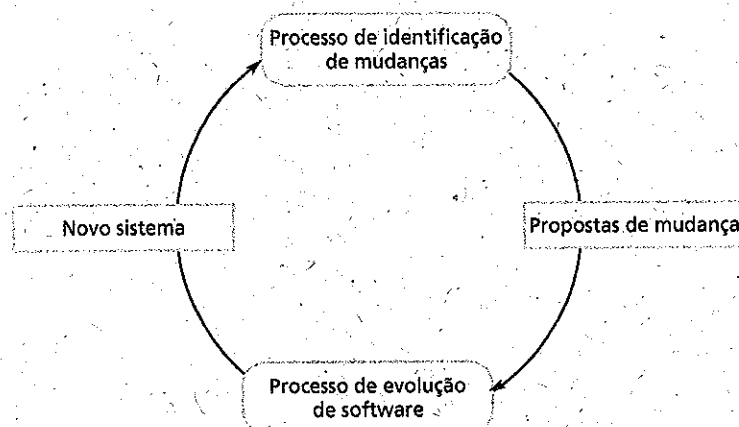 Processo de identificação
de mudanças
Novo sistema
Propostas de mudança
Processo de evolução
de software